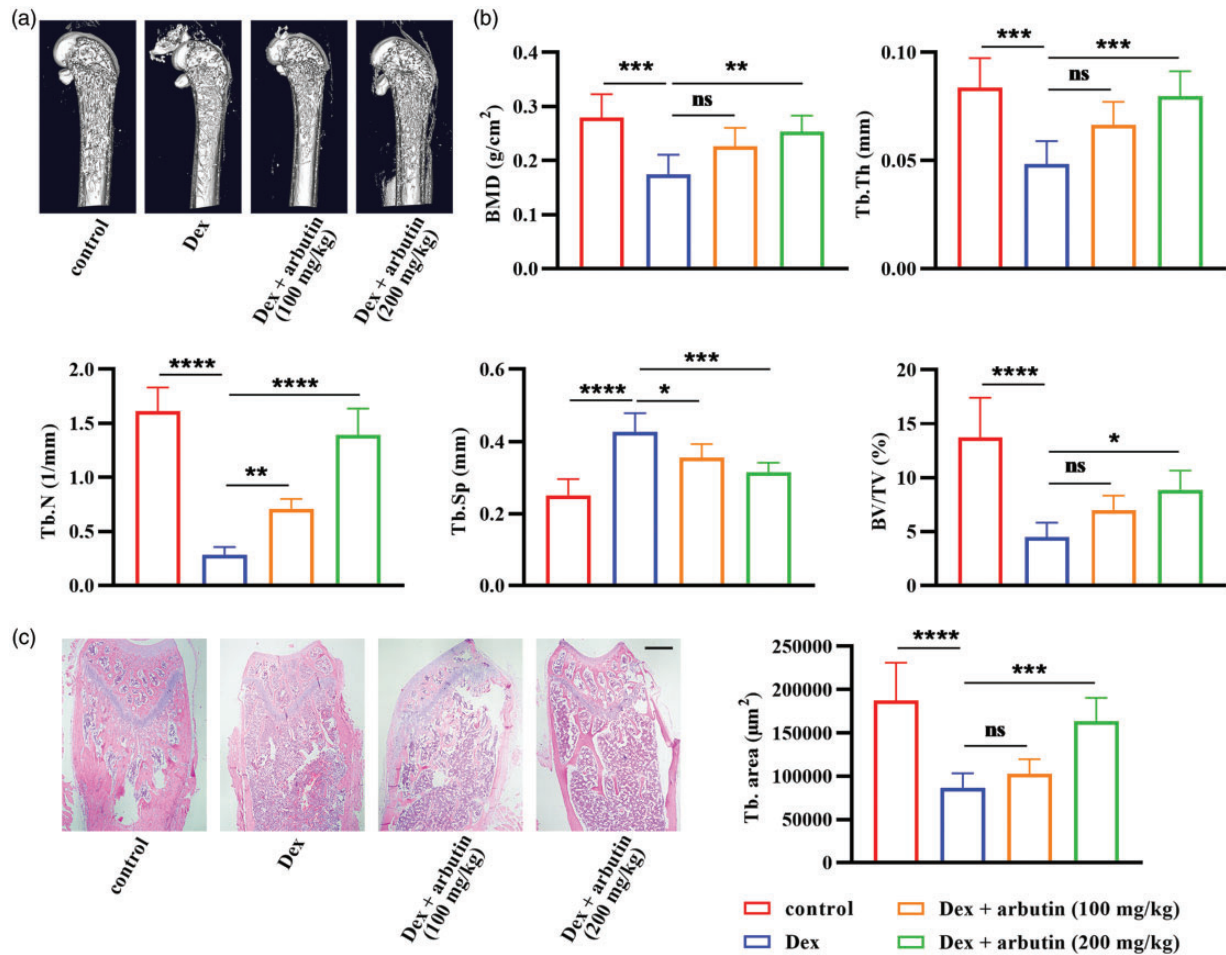 (a)
control
Dex
Dex + arbutin
(100 mg/kg)
Dex + arbutin
(200 mg/kg)
(b)
BMD (g/cm²)
0.4
0.3
0.2
0.1
0.0
***
**
ns
Tb.Th (mm)
0.10
0.05
0.00
***
***
ns
Tb.N (1/mm)
2.0
1.5
1.0
0.5
0.0
****
****
**
Tb.Sp (mm)
0.6
0.4
0.2
0.0
***
****
*
BV/TV (%)
20
15
10
5
0
****
*
ns
(c)
control
Dex
Dex + arbutin
(100 mg/kg)
Dex + arbutin
(200 mg/kg)
Tb. area (µm²)
250000
200000
150000
100000
50000
0
****
***
ns
control
Dex + arbutin (100 mg/kg)
Dex
Dex + arbutin (200 mg/kg)